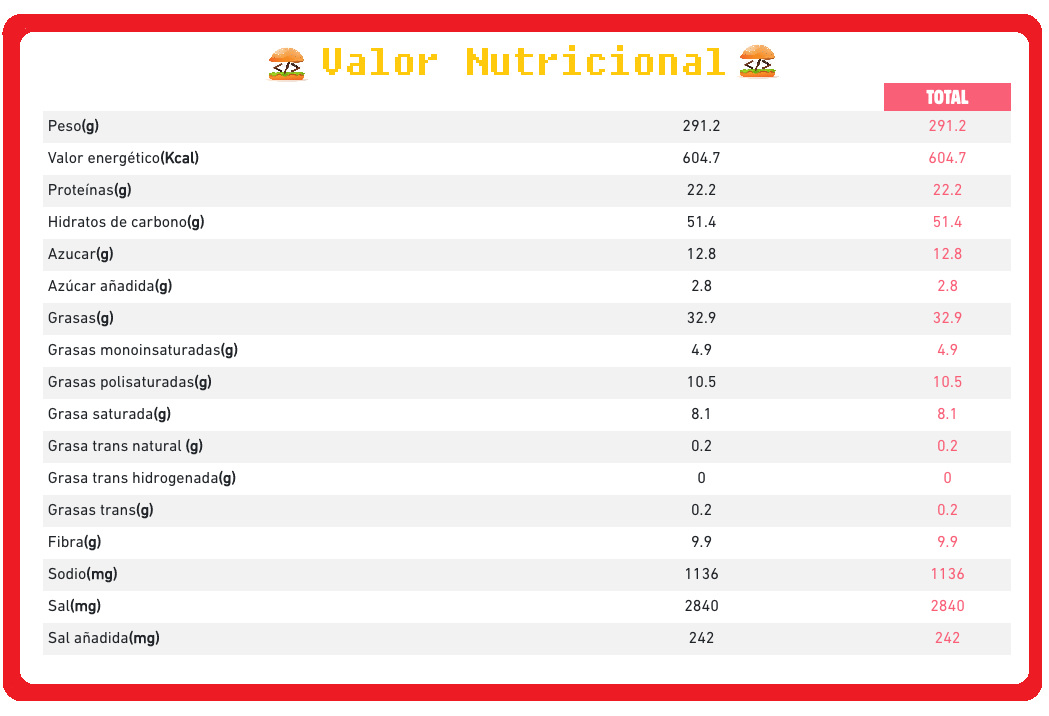 </> Valor Nutricional </>
TOTAL
Peso(g) 291.2 291.2
Valor energético(Kcal) 604.7 604.7
Proteínas(g) 22.2 22.2
Hidratos de carbono(g) 51.4 51.4
Azucar(g) 12.8 12.8
Azúcar añadida(g) 2.8 2.8
Grasas(g) 32.9 32.9
Grasas monoinsaturadas(g) 4.9 4.9
Grasas polisaturadas(g) 10.5 10.5
Grasa saturada(g) 8.1 8.1
Grasa trans natural (g) 0.2 0.2
Grasa trans hidrogenada(g) 0 0
Grasas trans(g) 0.2 0.2
Fibra(g) 9.9 9.9
Sodio(mg) 1136 1136
Sal(mg) 2840 2840
Sal añadida(mg) 242 242